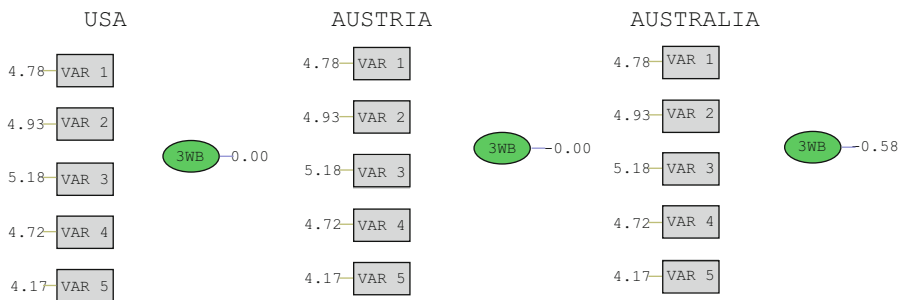 USA
4.78 VAR 1
4.93 VAR 2
5.18 VAR 3
4.72 VAR 4
4.17 VAR 5
3WB 0.00
AUSTRIA
4.78 VAR 1
4.93 VAR 2
5.18 VAR 3
4.72 VAR 4
4.17 VAR 5
3WB -0.00
AUSTRALIA
4.78 VAR 1
4.93 VAR 2
5.18 VAR 3
4.72 VAR 4
4.17 VAR 5
3WB -0.58